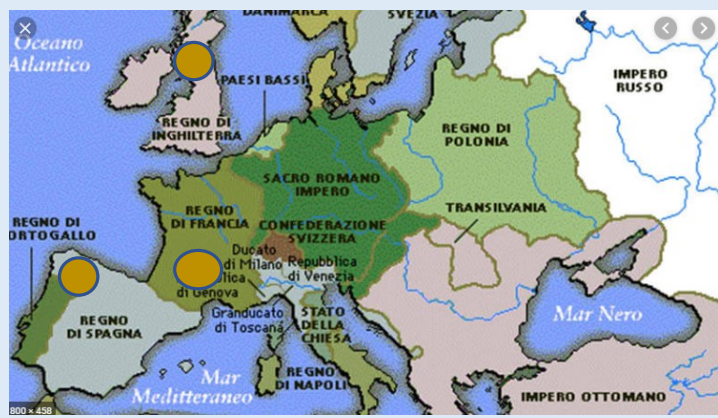 DANIMARCA
SVEZIA
Oceano
Atlantico
PAESI BASSI
IMPERO
RUSSO
REGNO DI
INGHILTERRA
REGNO DI
POLONIA
SACRO ROMANO
IMPERO
REGNO
DI FRANCIA
TRANSILVANIA
REGNO DI
ORTOGALLO
CONFEDERAZIONE
SVIZZERA
Ducato
di Milano
Repubblica
di Venezia
blica
di Genova
Granducato
di Toscana
STATO
DELLA
CHIESA
REGNO
DI SPAGNA
Mar Nero
Mar
Mediterraneo
REGNO
DI NAPOLI
IMPERO OTTOMANO
800 × 458